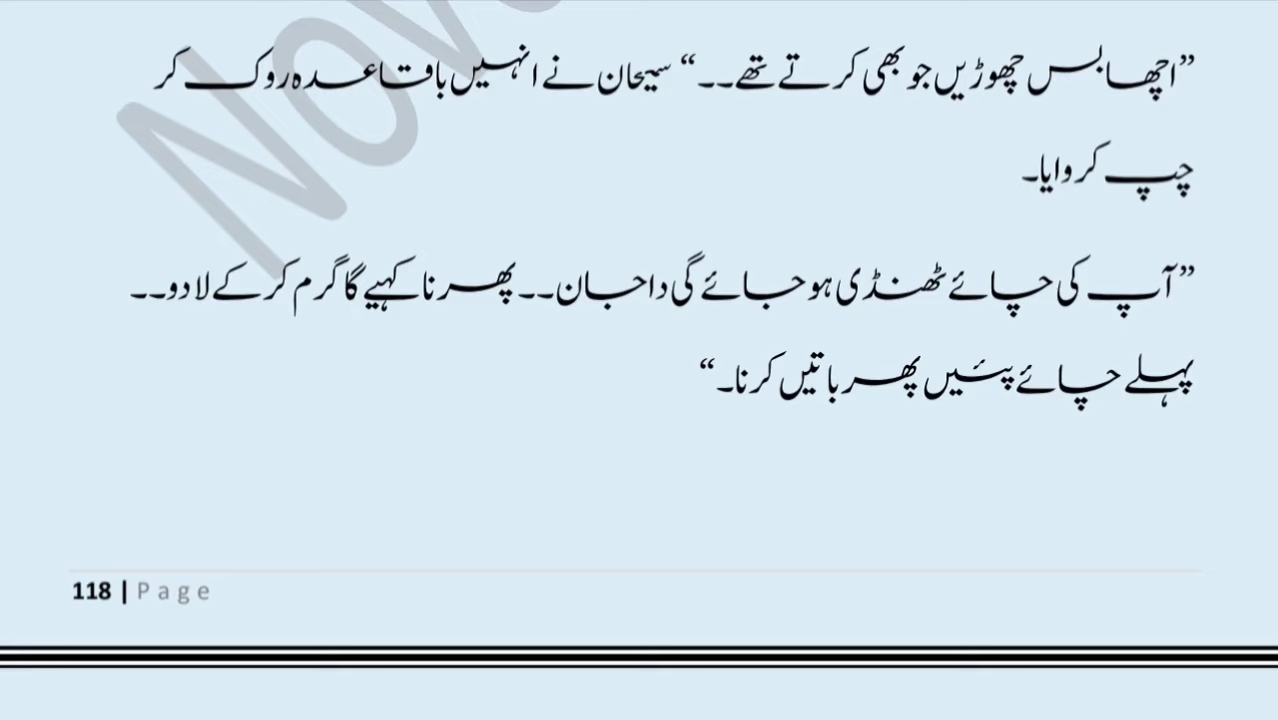 ”اچھا بس چھوڑیں جو بھی کرتے تھے۔۔“ سمیحان نے انہیں باقاعدہ روک کر
چپ کروایا۔
”آپ کی چائے ٹھنڈی ہو جائے گی داجان۔۔ پھر نا کہیے گا گرم کر کے لا دو۔۔
پہلے چائے پئیں پھر باتیں کرنا۔“
118 | Page